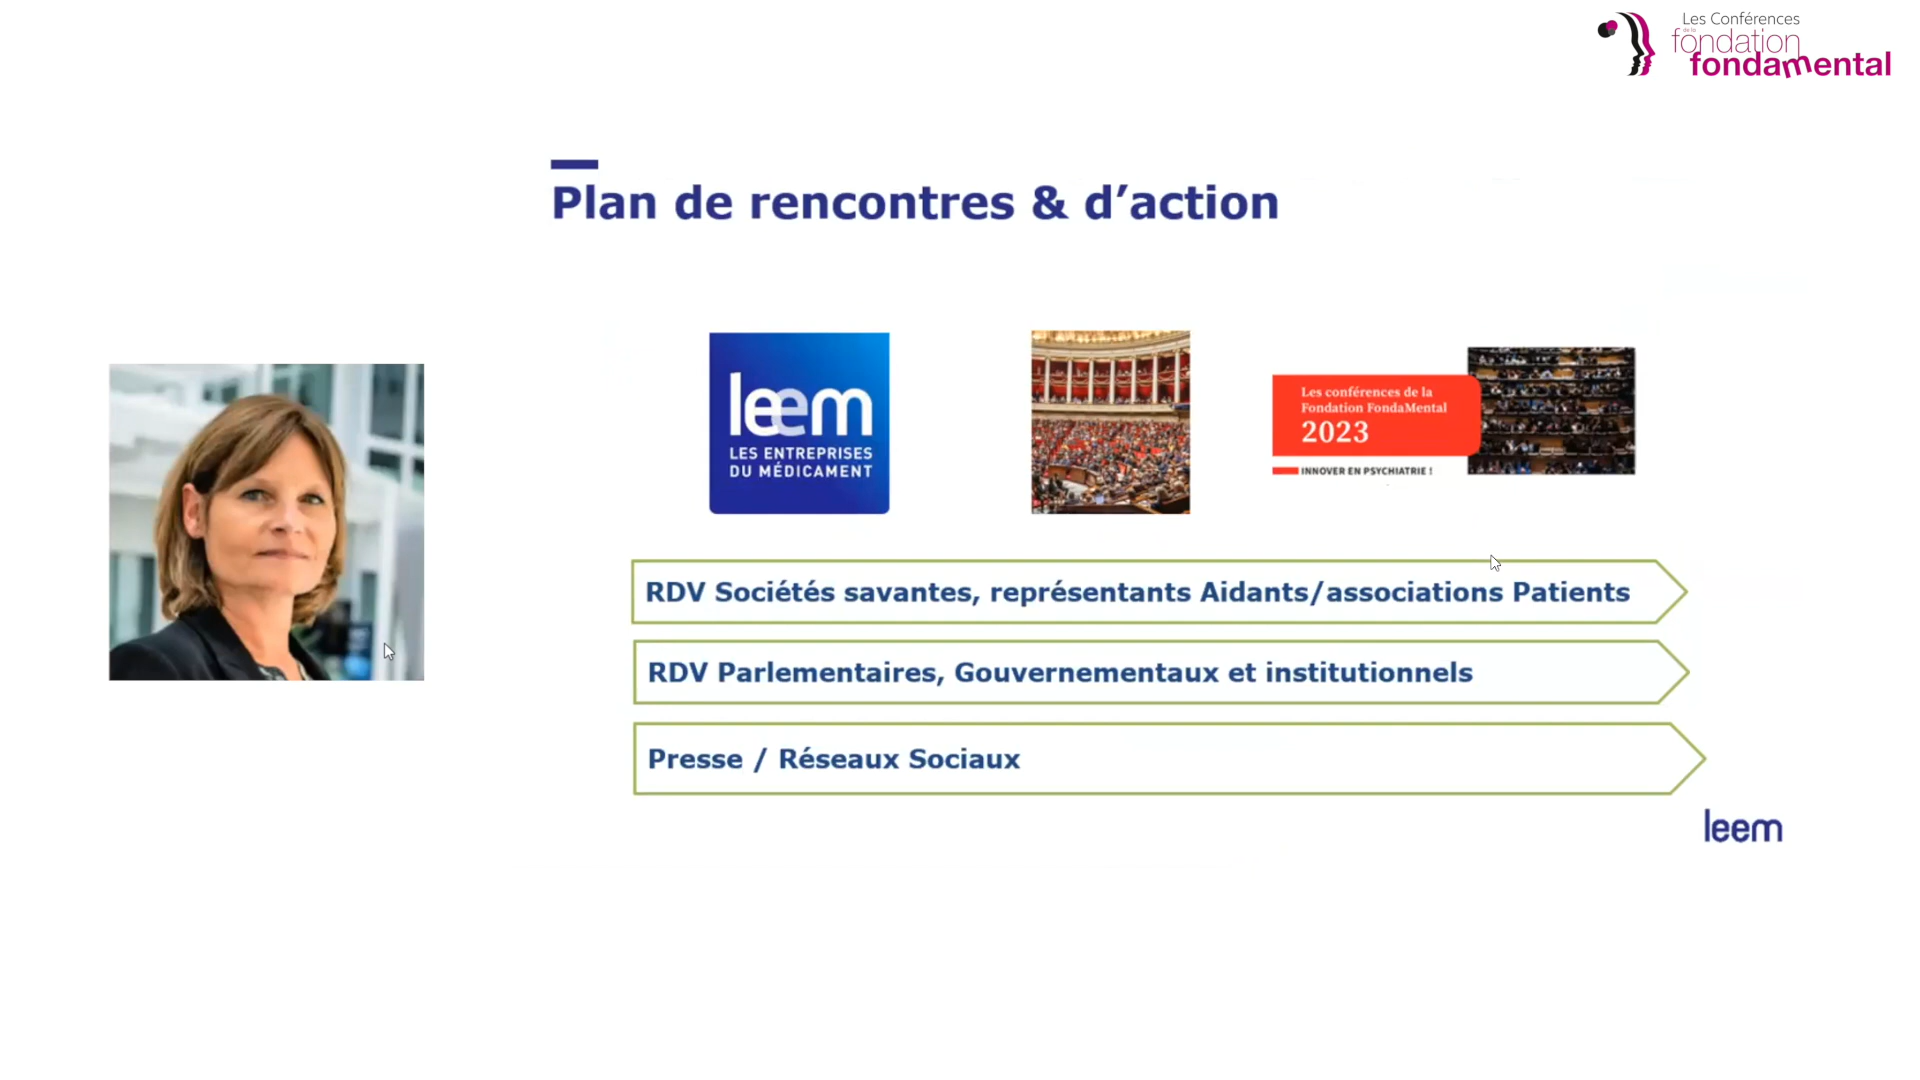 Les Conférences
de la
fondation
fondamental
Plan de rencontres & d’action
leem
LES ENTREPRISES
DU MÉDICAMENT
Les conférences de la
Fondation FondaMental
2023
INNOVER EN PSYCHIATRIE !
RDV Sociétés savantes, représentants Aidants/associations Patients
RDV Parlementaires, Gouvernementaux et institutionnels
Presse / Réseaux Sociaux
leem